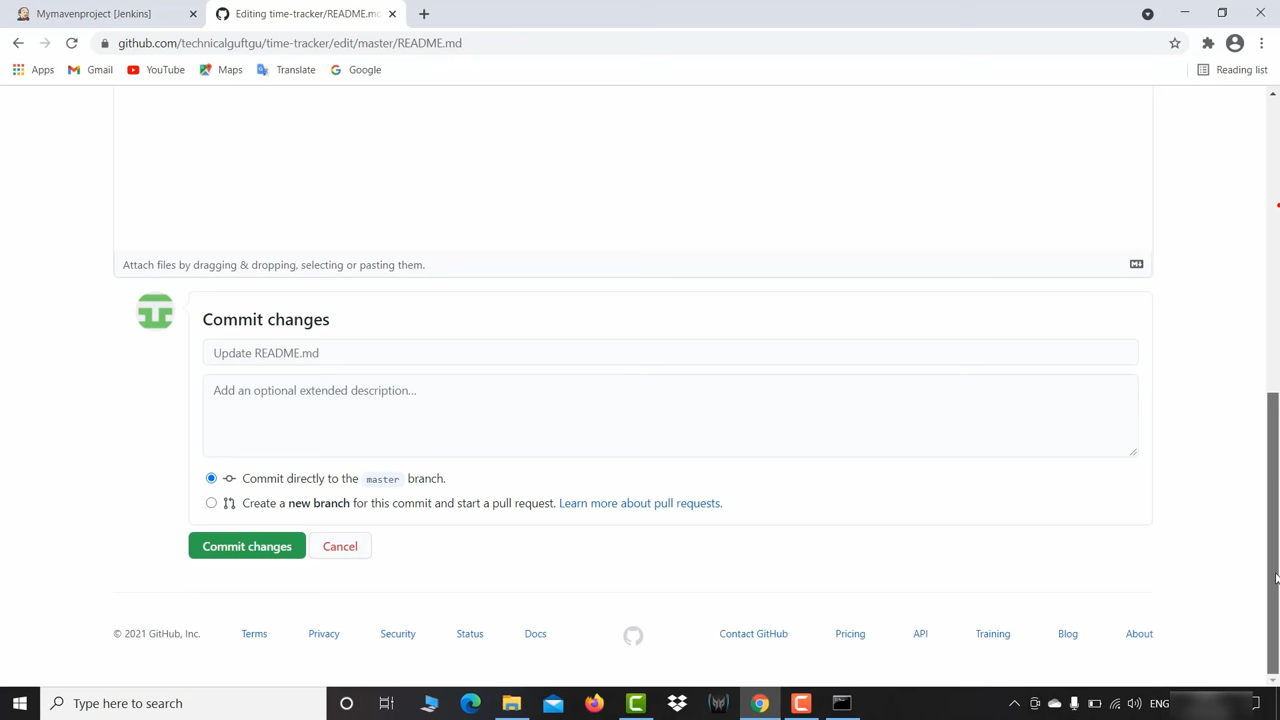 Mymavenproject [Jenkins]
Editing time-tracker/README.md
github.com/technicalguftgu/time-tracker/edit/master/README.md
Apps
Gmail
YouTube
Maps
Translate
Google
Reading list
Attach files by dragging & dropping, selecting or pasting them.
Commit changes
Update README.md
Add an optional extended description...
Commit directly to the master branch.
Create a new branch for this commit and start a pull request. Learn more about pull requests.
Commit changes
Cancel
© 2021 GitHub, Inc.
Terms
Privacy
Security
Status
Docs
Contact GitHub
Pricing
API
Training
Blog
About
Type here to search
ENG